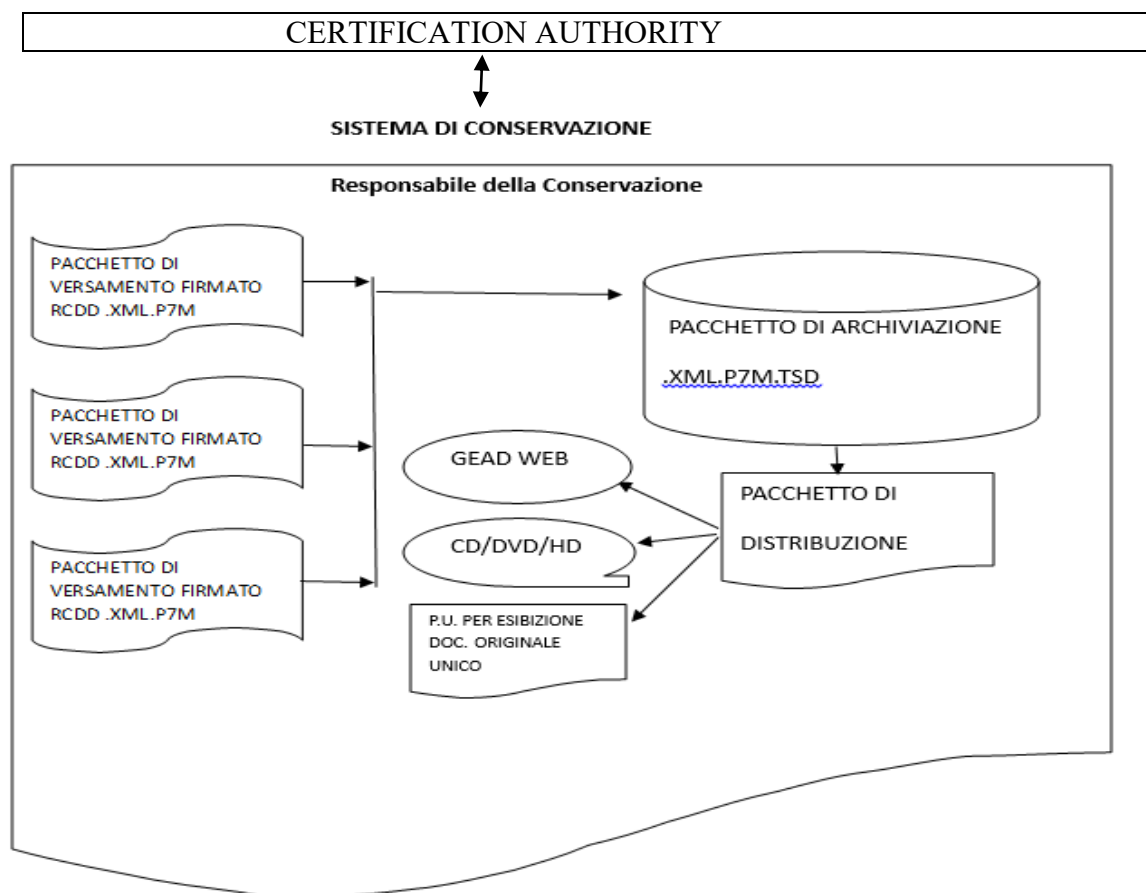 CERTIFICATION AUTHORITY
SISTEMA DI CONSERVAZIONE
Responsabile della Conservazione
PACCHETTO DI
VERSAMENTO FIRMATO
RCDD .XML.P7M
PACCHETTO DI
VERSAMENTO FIRMATO
RCDD .XML.P7M
PACCHETTO DI
VERSAMENTO FIRMATO
RCDD .XML.P7M
PACCHETTO DI ARCHIVIAZIONE
.XML.P7M.TSD
GEAD WEB
CD/DVD/HD
P.U. PER ESIBIZIONE
DOC. ORIGINALE
UNICO
PACCHETTO DI
DISTRIBUZIONE